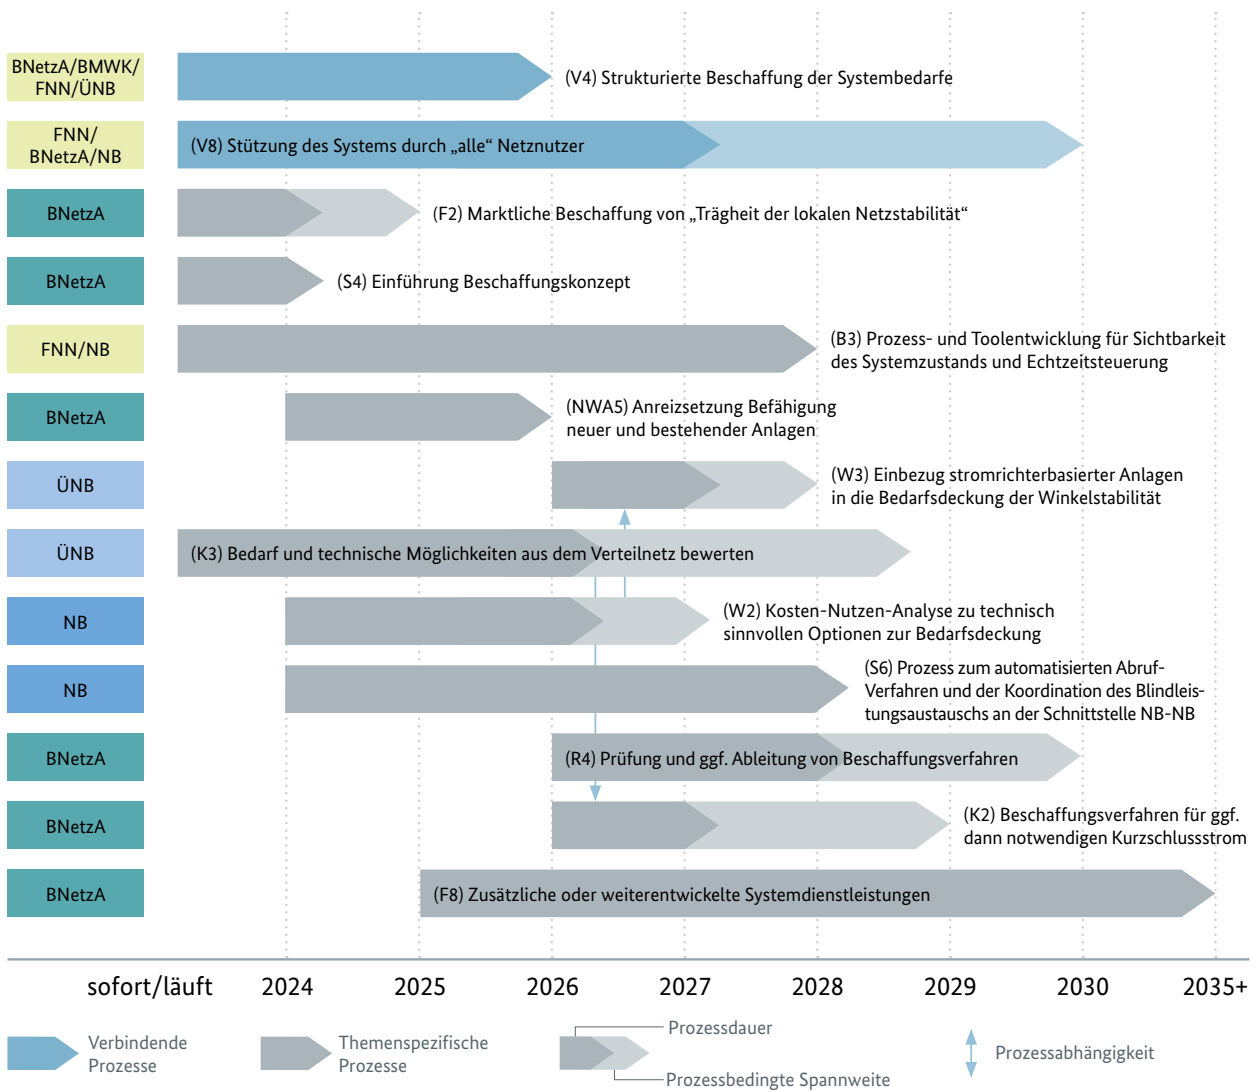 BNetzA/BMWK/
FNN/ÜNB
(V4) Strukturierte Beschaffung der Systembedarfe
FNN/
BNetzA/NB
(V8) Stützung des Systems durch „alle“ Netznutzer
BNetzA
(F2) Marktliche Beschaffung von „Trägheit der lokalen Netzstabilität“
BNetzA
(S4) Einführung Beschaffungskonzept
FNN/NB
(B3) Prozess- und Toolentwicklung für Sichtbarkeit
des Systemzustands und Echtzeitsteuerung
BNetzA
(NWA5) Anreizsetzung Befähigung
neuer und bestehender Anlagen
ÜNB
(W3) Einbezug stromrichterbasierter Anlagen
in die Bedarfsdeckung der Winkelstabilität
ÜNB
(K3) Bedarf und technische Möglichkeiten aus dem Verteilnetz bewerten
NB
(W2) Kosten-Nutzen-Analyse zu technisch
sinnvollen Optionen zur Bedarfsdeckung
NB
(S6) Prozess zum automatisierten Abruf-
Verfahren und der Koordination des Blindleis-
tungsaustauschs an der Schnittstelle NB-NB
BNetzA
(R4) Prüfung und ggf. Ableitung von Beschaffungsverfahren
BNetzA
(K2) Beschaffungsverfahren für ggf.
dann notwendigen Kurzschlussstrom
BNetzA
(F8) Zusätzliche oder weiterentwickelte Systemdienstleistungen
sofort/läuft 2024 2025 2026 2027 2028 2029 2030 2035+
Verbindende
Prozesse
Themenspezifische
Prozesse
Prozessdauer
Prozessbedingte Spannweite
Prozessabhängigkeit